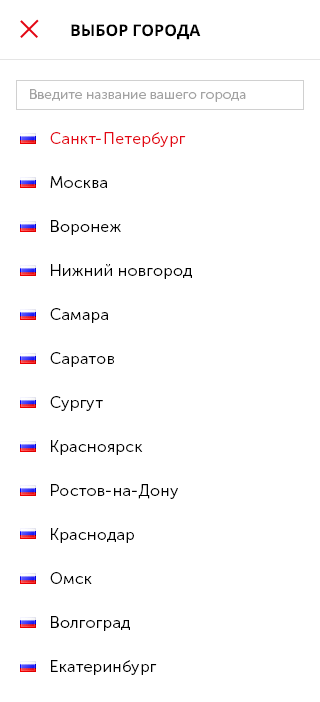 ВЫБОР ГОРОДА
Введите название вашего города
Санкт-Петербург
Москва
Воронеж
Нижний новгород
Самара
Саратов
Сургут
Красноярск
Ростов-на-Дону
Краснодар
Омск
Волгоград
Екатеринбург